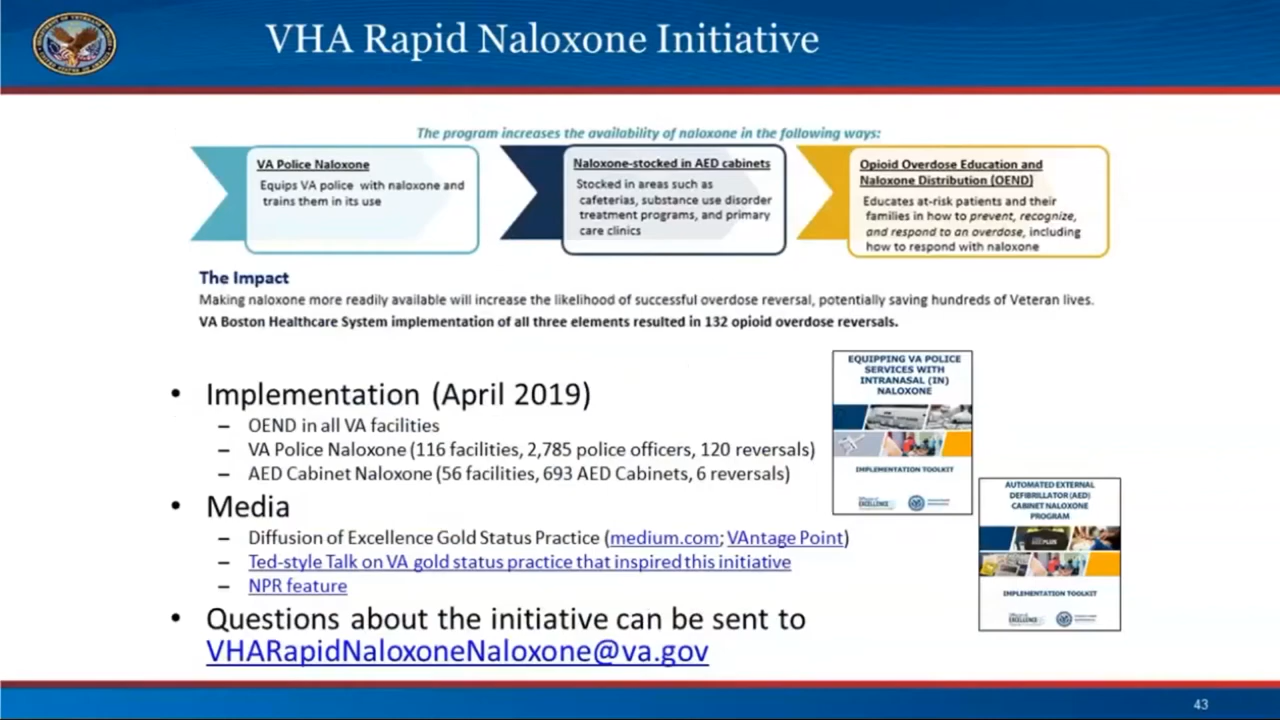 VHA Rapid Naloxone Initiative
The program increases the availability of naloxone in the following ways:
VA Police Naloxone
Equips VA police with naloxone and
trains them in its use
Naloxone-stocked in AED cabinets
Stocked in areas such as
cafeterias, substance use disorder
treatment programs, and primary
care clinics
Opioid Overdose Education and
Naloxone Distribution (OEND)
Educates at-risk patients and their
families in how to prevent, recognize,
and respond to an overdose, including
how to respond with naloxone
The Impact
Making naloxone more readily available will increase the likelihood of successful overdose reversal, potentially saving hundreds of Veteran lives.
VA Boston Healthcare System implementation of all three elements resulted in 132 opioid overdose reversals.
• Implementation (April 2019)
– OEND in all VA facilities
– VA Police Naloxone (116 facilities, 2,785 police officers, 120 reversals)
– AED Cabinet Naloxone (56 facilities, 693 AED Cabinets, 6 reversals)
• Media
– Diffusion of Excellence Gold Status Practice (medium.com; VAntage Point)
– Ted-style Talk on VA gold status practice that inspired this initiative
– NPR feature
• Questions about the initiative can be sent to
VHARapidNaloxoneNaloxone@va.gov
EQUIPPING VA POLICE
SERVICES WITH
INTRANASAL (IN)
NALOXONE
IMPLEMENTATION TOOLKIT
EXCELLENCE
AUTOMATED EXTERNAL
DEFIBRILLATOR (AED)
CABINET NALOXONE
PROGRAM
IMPLEMENTATION TOOLKIT
EXCELLENCE
43